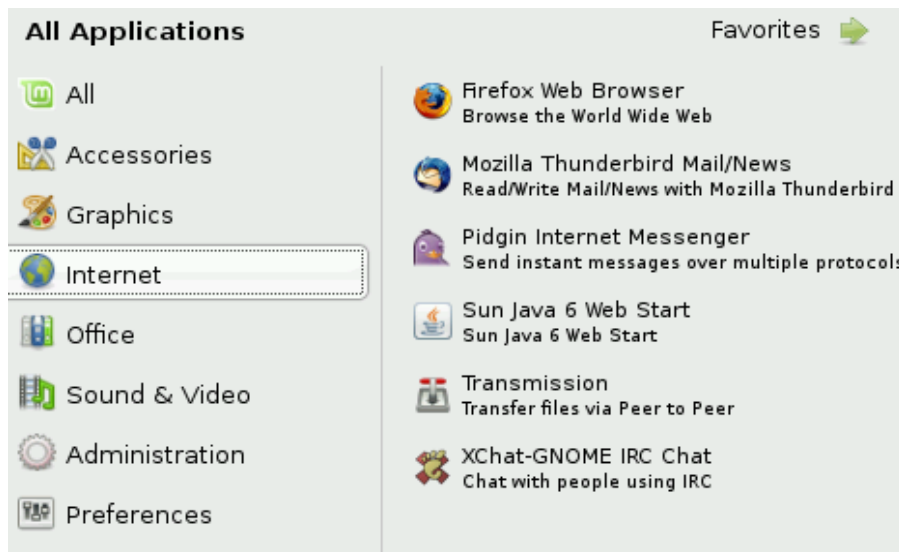 All Applications
Favorites
All
Accessories
Graphics
Internet
Office
Sound & Video
Administration
Preferences
Firefox Web Browser
Browse the World Wide Web
Mozilla Thunderbird Mail/News
Read/Write Mail/News with Mozilla Thunderbird
Pidgin Internet Messenger
Send instant messages over multiple protocols
Sun Java 6 Web Start
Sun Java 6 Web Start
Transmission
Transfer files via Peer to Peer
XChat-GNOME IRC Chat
Chat with people using IRC